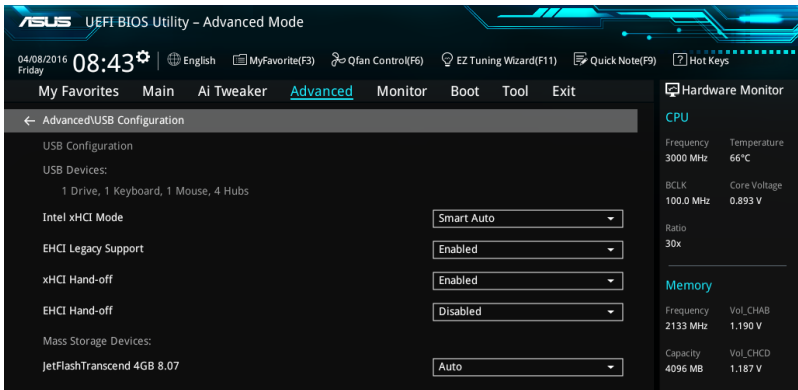 ASUS UEFI BIOS Utility – Advanced Mode
04/08/2016 Friday 08:43 English MyFavorite(F3) Qfan Control(F6) EZ Tuning Wizard(F11) Quick Note(F9) ? Hot Keys
My Favorites Main Ai Tweaker Advanced Monitor Boot Tool Exit
← Advanced\USB Configuration
USB Configuration
USB Devices:
1 Drive, 1 Keyboard, 1 Mouse, 4 Hubs
Intel xHCI Mode Smart Auto
EHCI Legacy Support Enabled
xHCI Hand-off Enabled
EHCI Hand-off Disabled
Mass Storage Devices:
JetFlashTranscend 4GB 8.07 Auto
Hardware Monitor
CPU
Frequency Temperature
3000 MHz 66°C
BCLK Core Voltage
100.0 MHz 0.893 V
Ratio
30x
Memory
Frequency Vol_CHAB
2133 MHz 1.190 V
Capacity Vol_CHCD
4096 MB 1.187 V